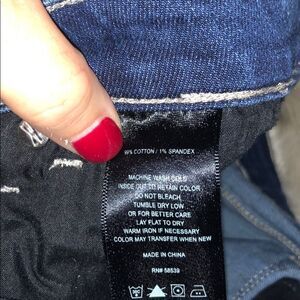 COTTON / 1% SPANDEX
MACHINE WASH COLD
INSIDE OUT TO RETAIN COLOR
DO NOT BLEACH
TUMBLE DRY LOW
OR FOR BETTER CARE
LAY FLAT TO DRY
WARM IRON IF NECESSARY
COLOR MAY TRANSFER WHEN NEW
MADE IN CHINA
RN# 58539